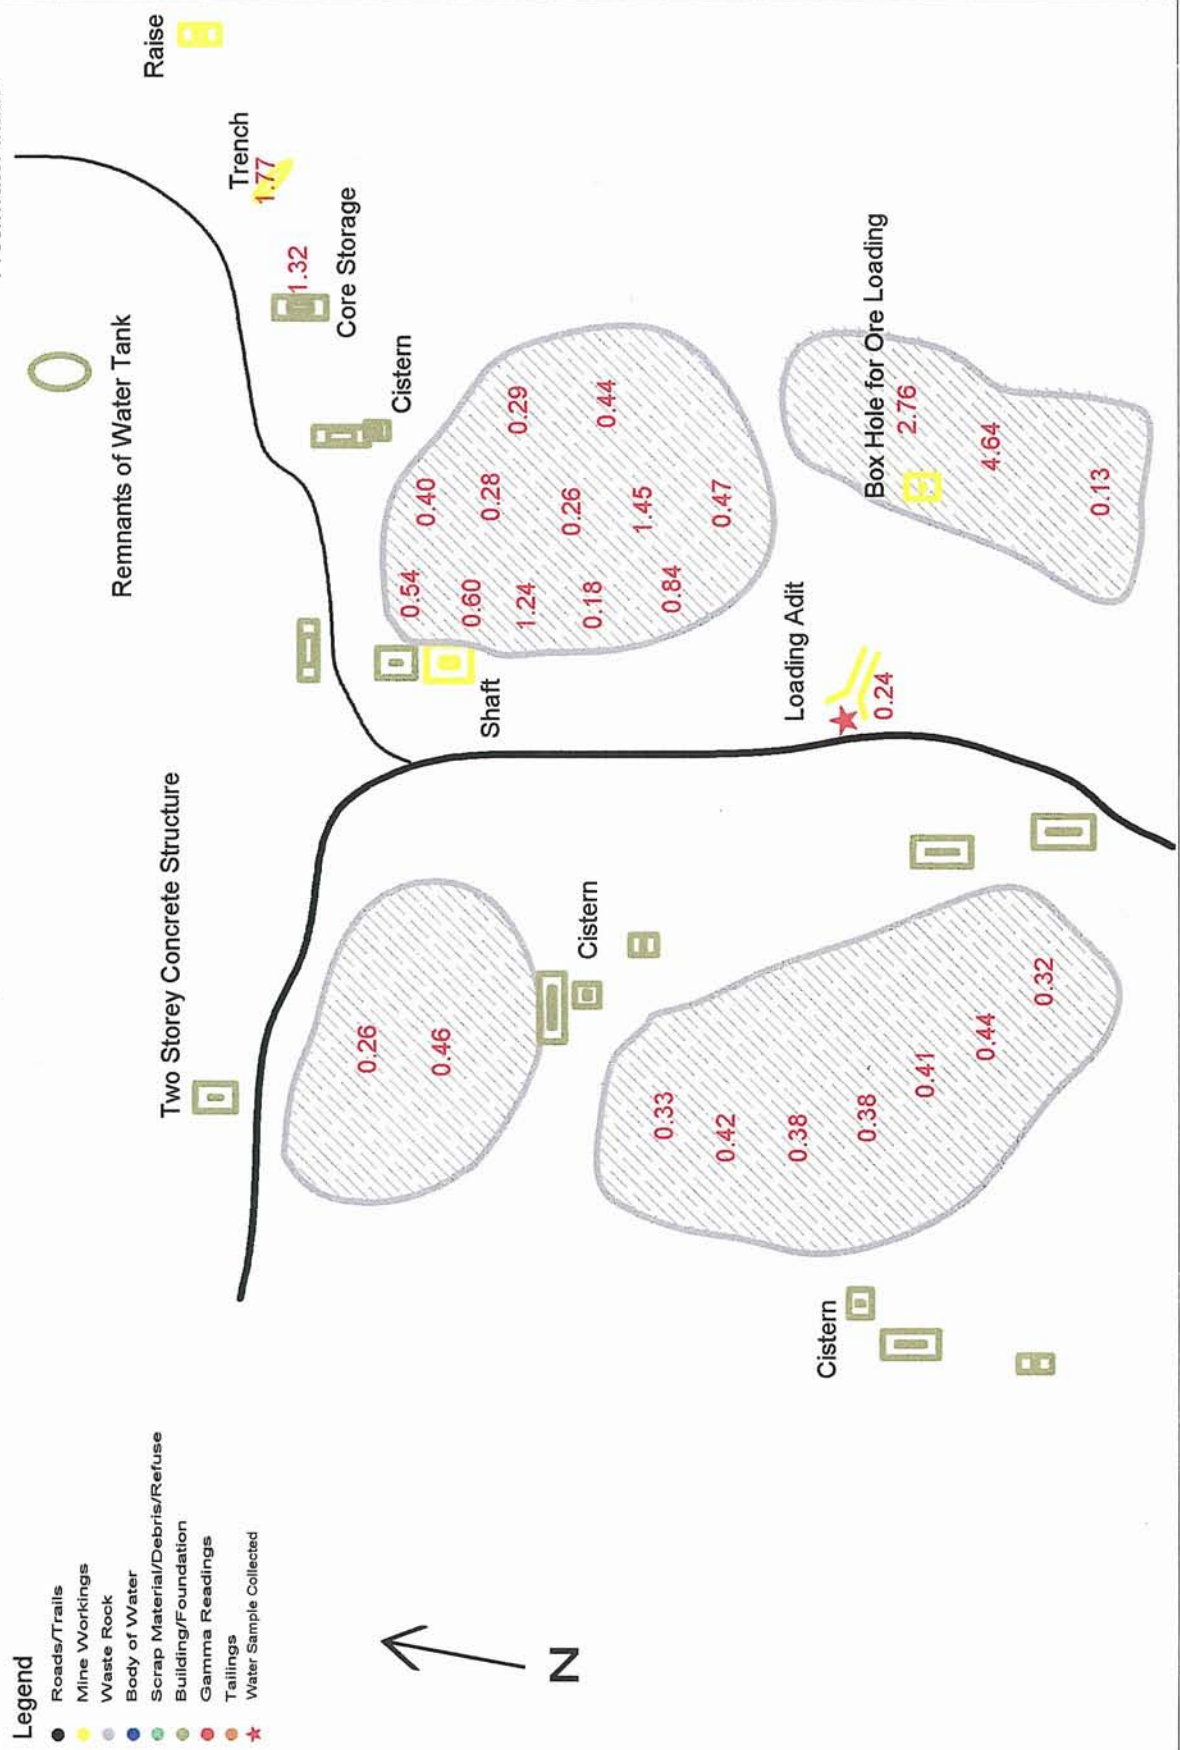 Legend
Roads/Trails
Mine Workings
Waste Rock
Body of Water
Scrap Material/Debris/Refuse
Building/Foundation
Gamma Readings
Tailings
Water Sample Collected
N
Two Storey Concrete Structure
Remnants of Water Tank
Raise
Trench
1.77
1.32
Core Storage
Cistern
Shaft
0.54
0.40
0.60
0.28
0.29
1.24
0.26
0.18
0.44
1.45
0.84
0.47
0.26
0.46
Cistern
0.33
0.42
0.38
0.38
0.41
0.44
0.32
Cistern
Loading Adit
0.24
Box Hole for Ore Loading
2.76
4.64
0.13